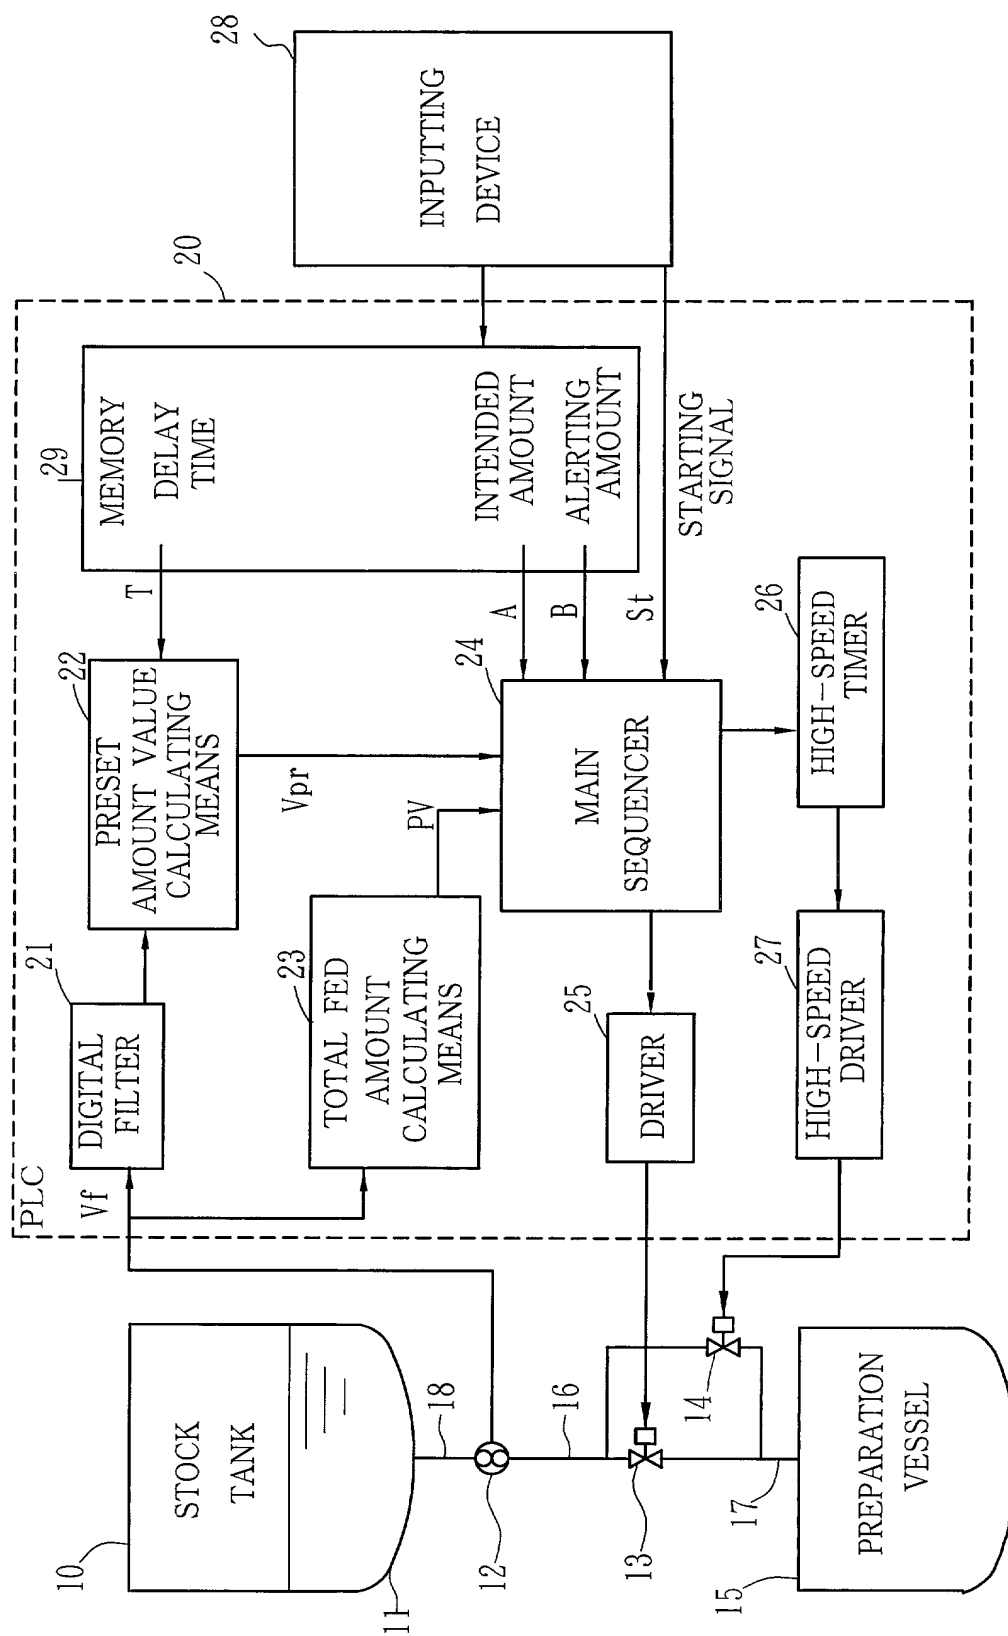 PLC
20
28
INPUTTING
DEVICE
29
MEMORY
DELAY
TIME
INTENDED
AMOUNT
ALERTING
AMOUNT
T
A
B
St
STARTING
SIGNAL
22
PRESET
AMOUNT VALUE
CALCULATING
MEANS
Vpr
PV
24
MAIN
SEQUENCER
26
HIGH-SPEED
TIMER
21
DIGITAL
FILTER
Vf
23
TOTAL FED
AMOUNT
CALCULATING
MEANS
25
DRIVER
27
HIGH-SPEED
DRIVER
10
STOCK
TANK
11
18
12
16
13
14
17
15
PREPARATION
VESSEL